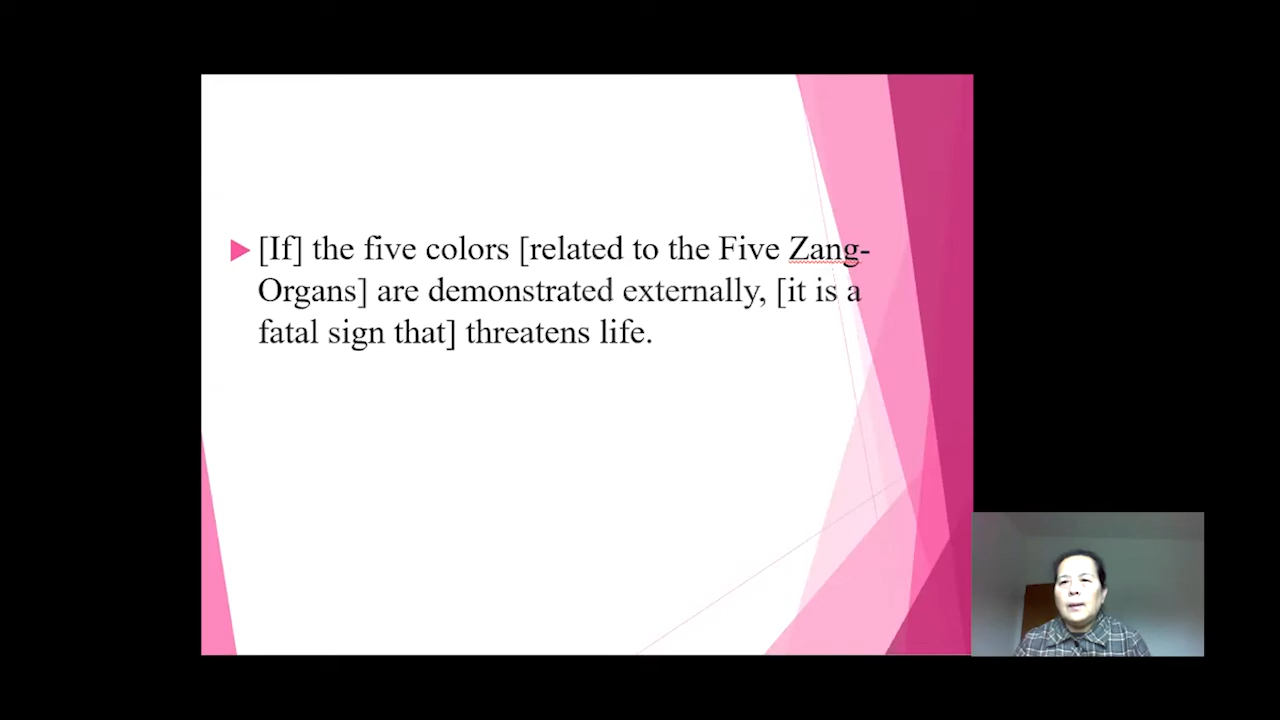 [If] the five colors [related to the Five Zang-
Organs] are demonstrated externally, [it is a
fatal sign that] threatens life.